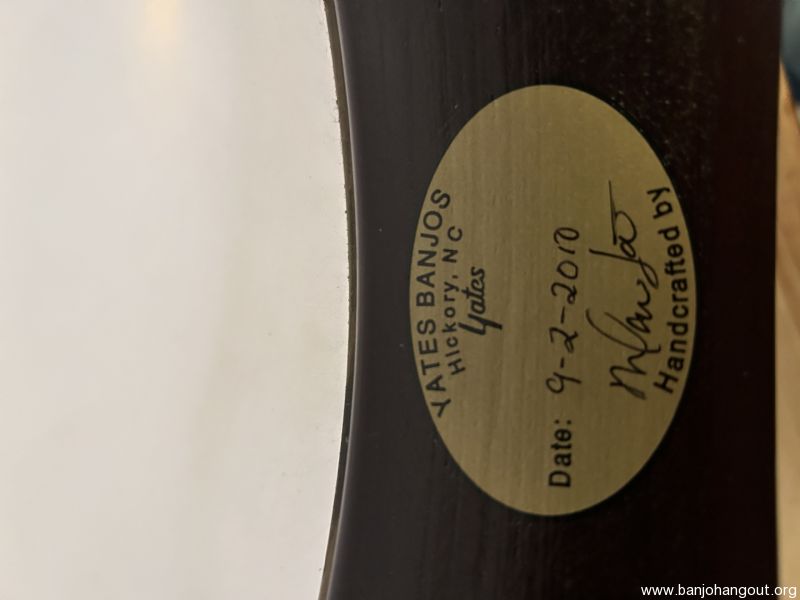 YATES BANJOS
Hickory, NC
Yates
Date: 9-2-2010
Handcrafted by
www.banjohangout.org